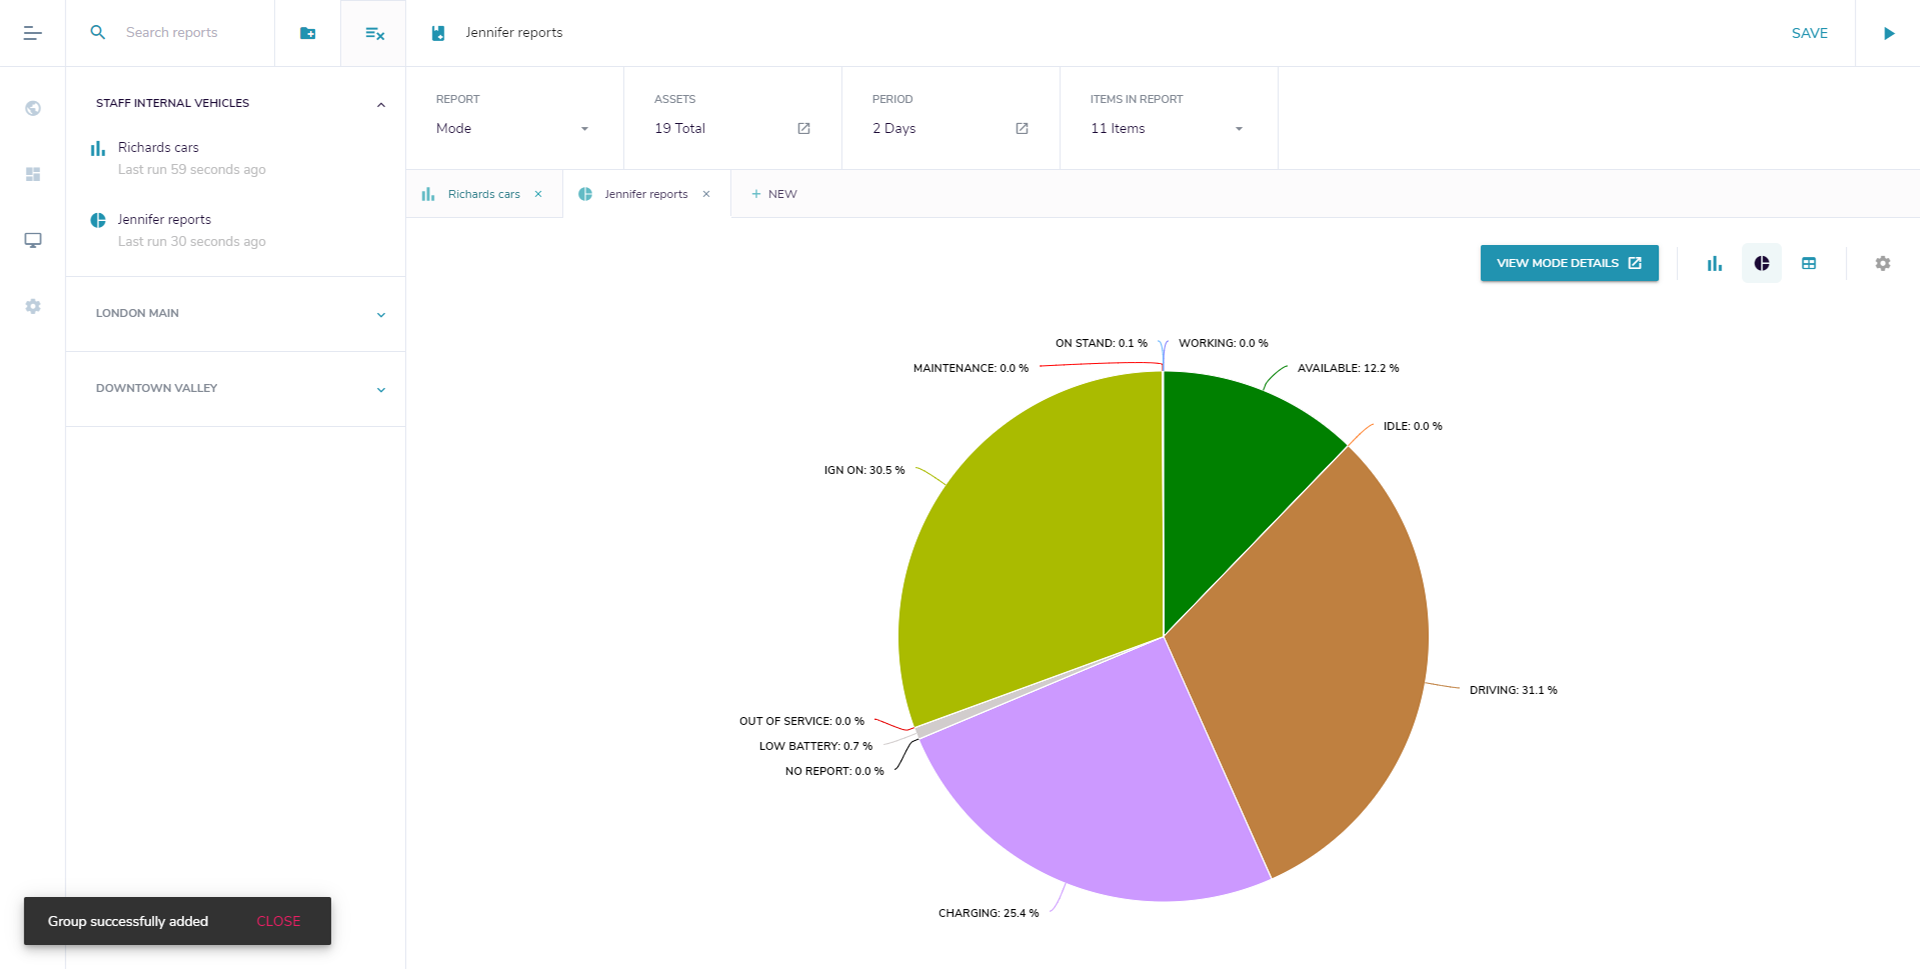 Search reports
Jennifer reports
SAVE
STAFF INTERNAL VEHICLES
Richards cars
Last run 59 seconds ago
Jennifer reports
Last run 30 seconds ago
LONDON MAIN
DOWNTOWN VALLEY
REPORT
Mode
ASSETS
19 Total
PERIOD
2 Days
ITEMS IN REPORT
11 Items
Richards cars
Jennifer reports
+ NEW
VIEW MODE DETAILS
ON STAND: 0.1 %
WORKING: 0.0 %
MAINTENANCE: 0.0 %
AVAILABLE: 12.2 %
IDLE: 0.0 %
IGN ON: 30.5 %
DRIVING: 31.1 %
OUT OF SERVICE: 0.0 %
LOW BATTERY: 0.7 %
NO REPORT: 0.0 %
CHARGING: 25.4 %
Group successfully added
CLOSE